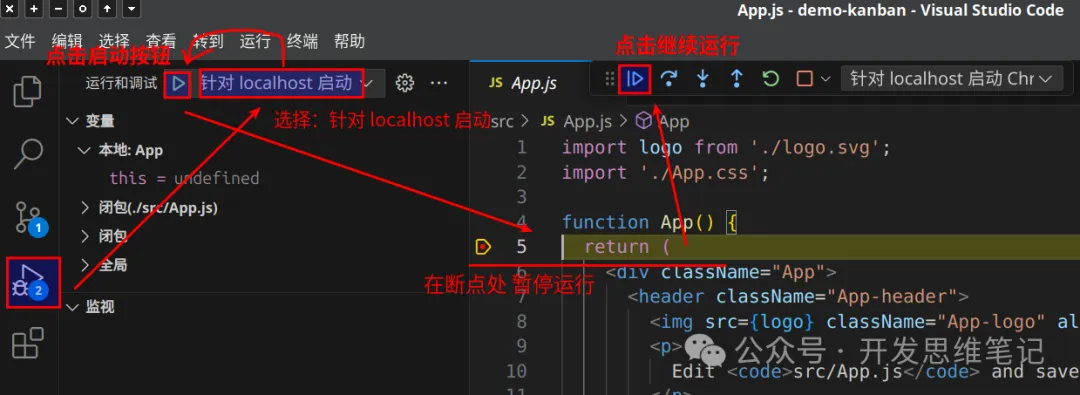 App.js - demo-kanban - Visual Studio Code
文件 编辑 选择 查看 转到 运行 终端 帮助
点击启动按钮
点击继续运行
运行和调试 针对 localhost 启动
JS App.js
针对 localhost 启动 Chr
选择：针对 localhost 启动
src > JS App.js > App
变量
本地: App
this = undefined
闭包(./src/App.js)
闭包
全局
监视
1
2
1 import logo from './logo.svg';
2 import './App.css';
3
4 function App() {
5 return (
在断点处 暂停运行
6 <div className="App">
7 <header className="App-header">
8 <img src={logo} className="App-logo" al
9 <p>
10 Edit <code>src/App.js</code> and save
</p>
公众号·开发思维笔记